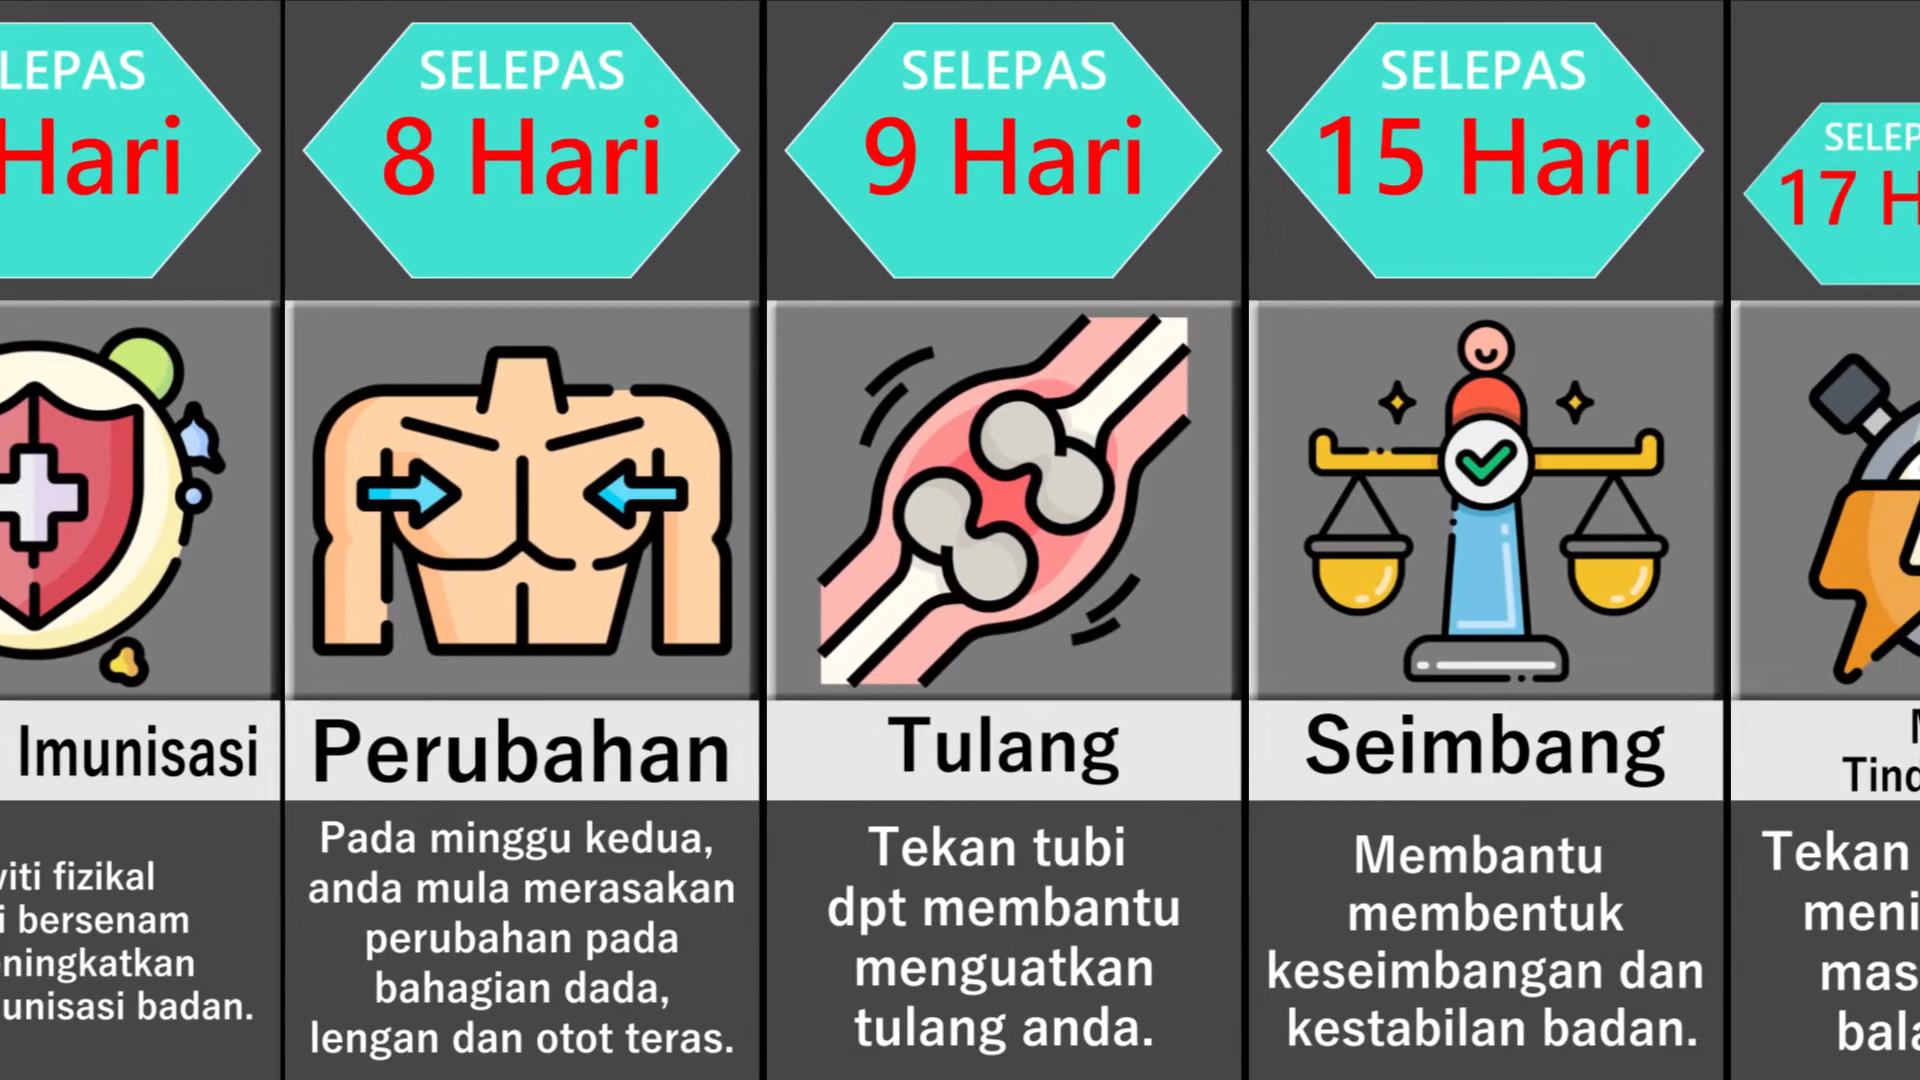 LEPAS
Hari
Imunisasi
viti fizikal
i bersenam
eningkatkan
unisasi badan.
SELEPAS
8 Hari
Perubahan
Pada minggu kedua,
anda mula merasakan
perubahan pada
bahagian dada,
lengan dan otot teras.
SELEPAS
9 Hari
Tulang
Tekan tubi
dpt membantu
menguatkan
tulang anda.
SELEPAS
15 Hari
Seimbang
Membantu
membentuk
keseimbangan dan
kestabilan badan.
SELEP
17 H
Tind
Tekan
meni
mas
bala